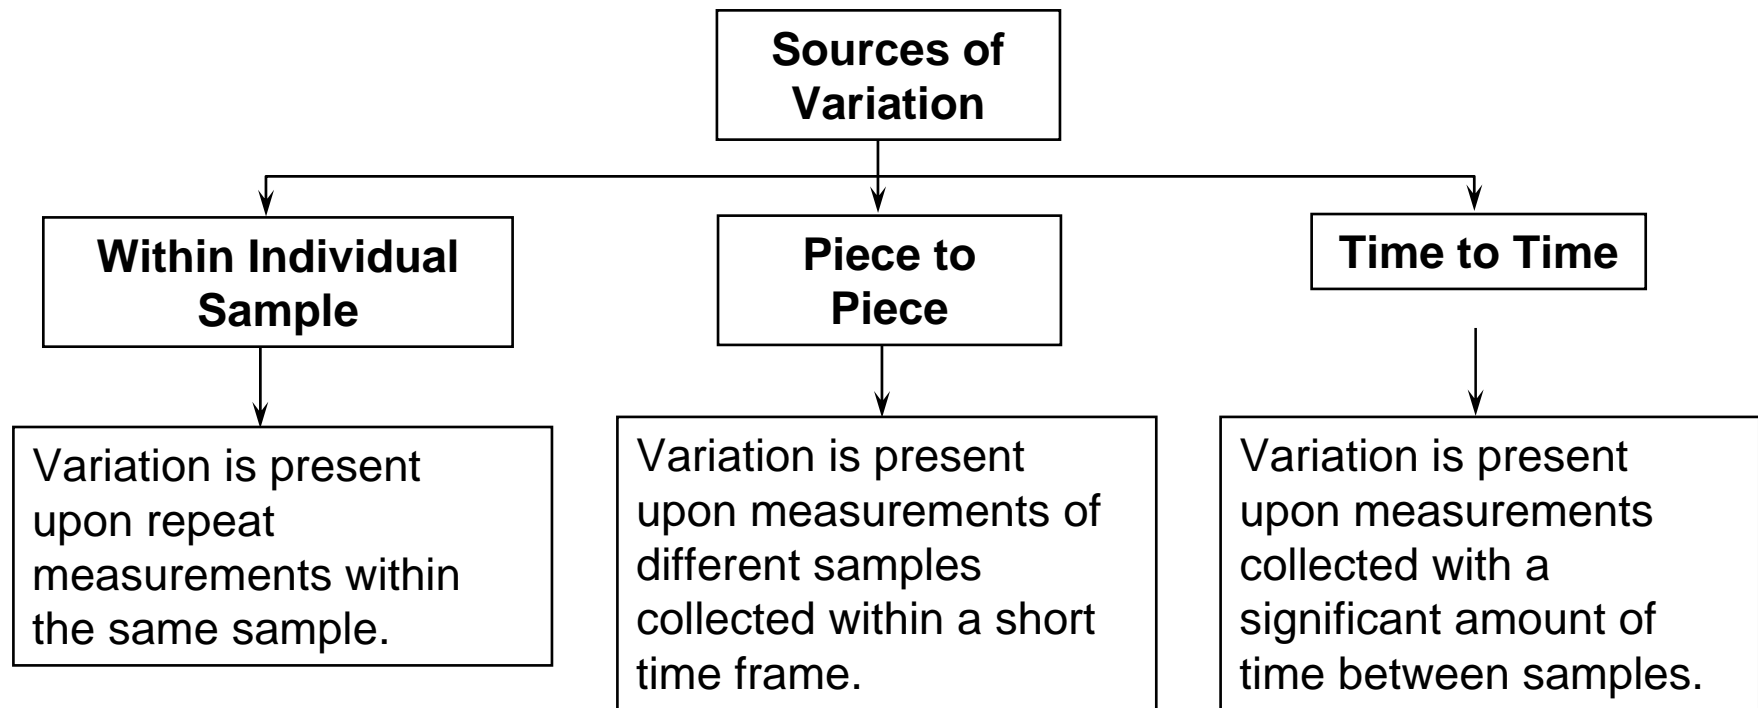 Sources of
Variation
Within Individual
Sample
Piece to
Piece
Time to Time
Variation is present
upon repeat
measurements within
the same sample.
Variation is present
upon measurements of
different samples
collected within a short
time frame.
Variation is present
upon measurements
collected with a
significant amount of
time between samples.